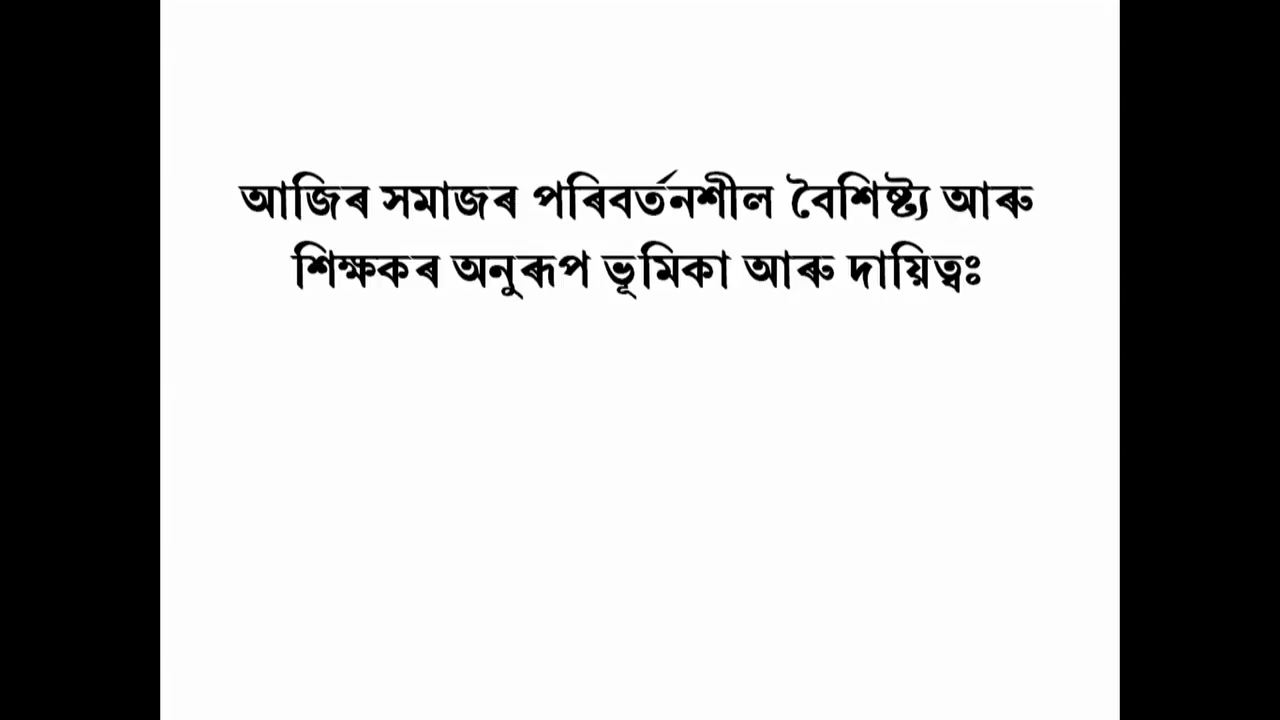 আজিৰ সমাজৰ পৰিবৰ্তনশীল বৈশিষ্ট্য আৰু
শিক্ষকৰ অনুৰূপ ভূমিকা আৰু দায়িত্বঃ